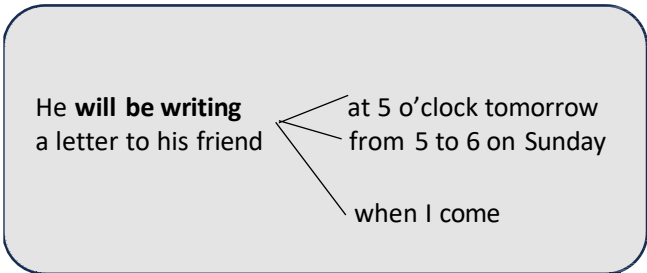 He will be writing at 5 o’clock tomorrow
a letter to his friend from 5 to 6 on Sunday
when I come